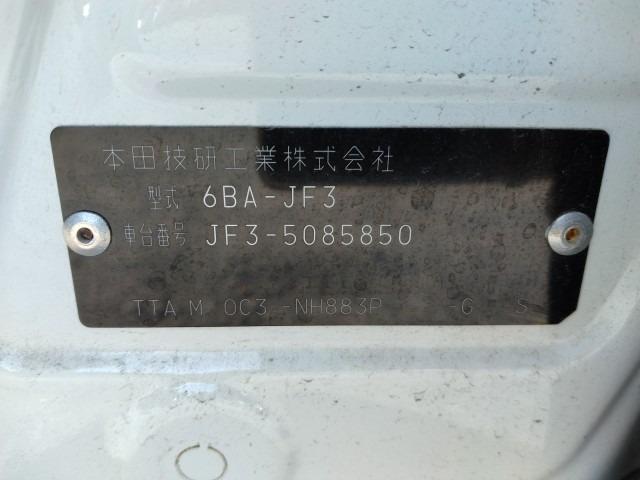 本田技研工業株式会社
型式 6BA-JF3
車台番号 JF3-5085850
TTA M 0C3 -NH883P -G S